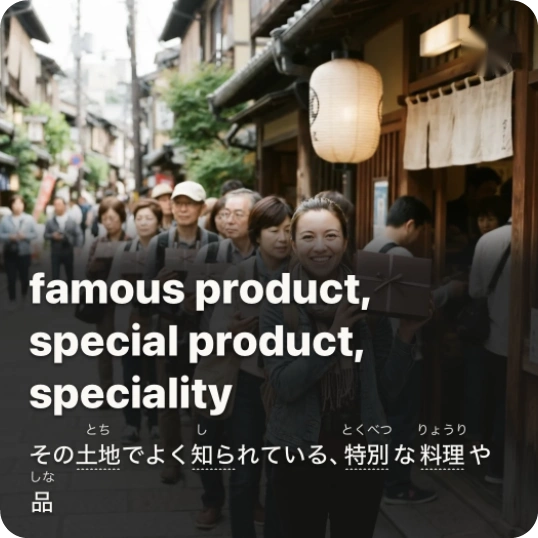 famous product,
special product,
speciality
その土地でよく知られている、特別な料理や
品
とち
し
とくべつ
りょうり
しな